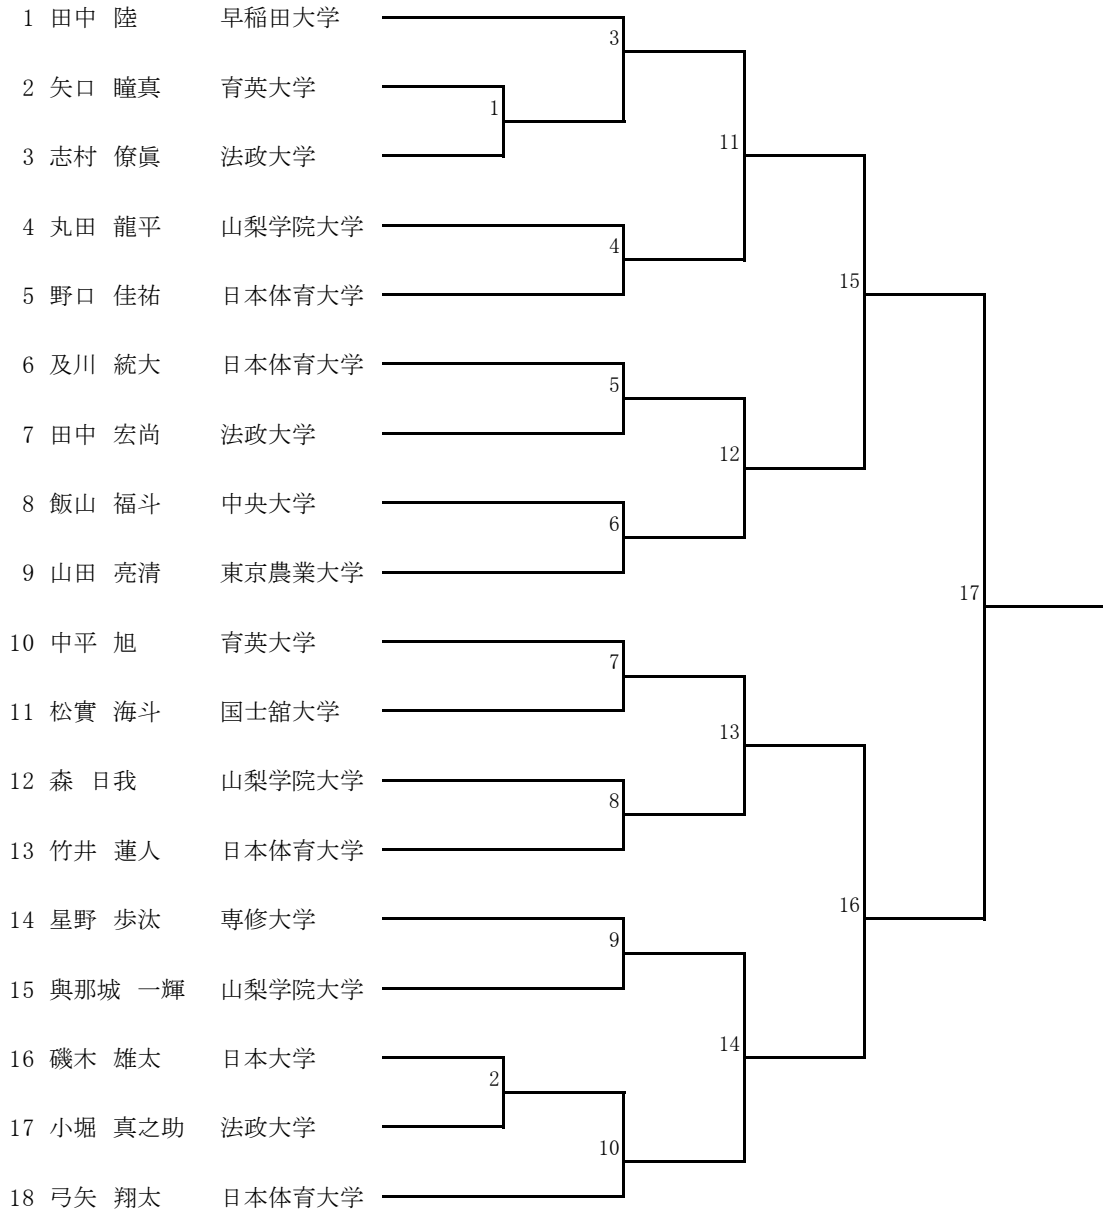 1 田中 陸 早稲田大学
3
2 矢口 瞳真 育英大学
1
11
3 志村 僚眞 法政大学
4 丸田 龍平 山梨学院大学
4
15
5 野口 佳祐 日本体育大学
6 及川 統大 日本体育大学
5
7 田中 宏尚 法政大学
12
8 飯山 福斗 中央大学
6
9 山田 亮清 東京農業大学
17
10 中平 旭 育英大学
7
11 松實 海斗 国士舘大学
13
12 森 日我 山梨学院大学
8
13 竹井 蓮人 日本体育大学
16
14 星野 歩汰 専修大学
9
15 與那城 一輝 山梨学院大学
14
16 磯木 雄太 日本大学
2
17 小堀 真之助 法政大学
10
18 弓矢 翔太 日本体育大学